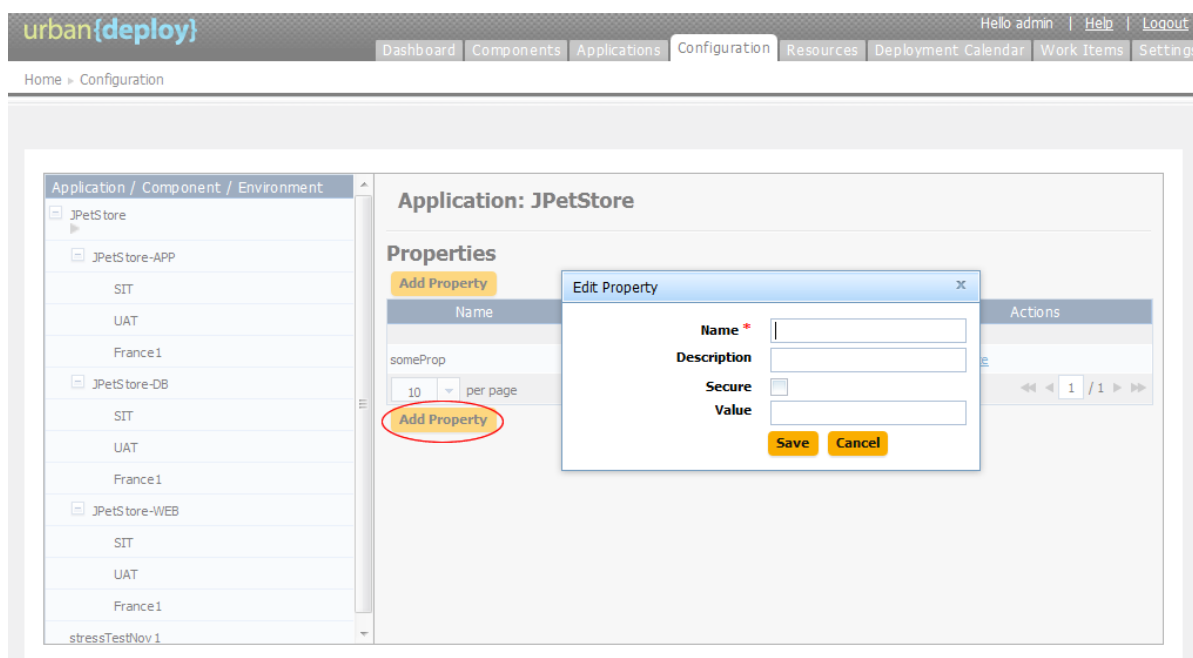 urban{deploy}
Hello admin | Help | Logout
Dashboard Components Applications Configuration Resources Deployment Calendar Work Items Settings
Home Configuration
Application / Component / Environment
JPetStore
JPetStore-APP
SIT
UAT
France1
JPetStore-DB
SIT
UAT
France1
JPetStore-WEB
SIT
UAT
France1
stressTestNov1
Application: JPetStore
Properties
Add Property
Name Actions
someProp
10 per page 1 / 1
Add Property
Edit Property x
Name *
Description
Secure
Value
Save Cancel